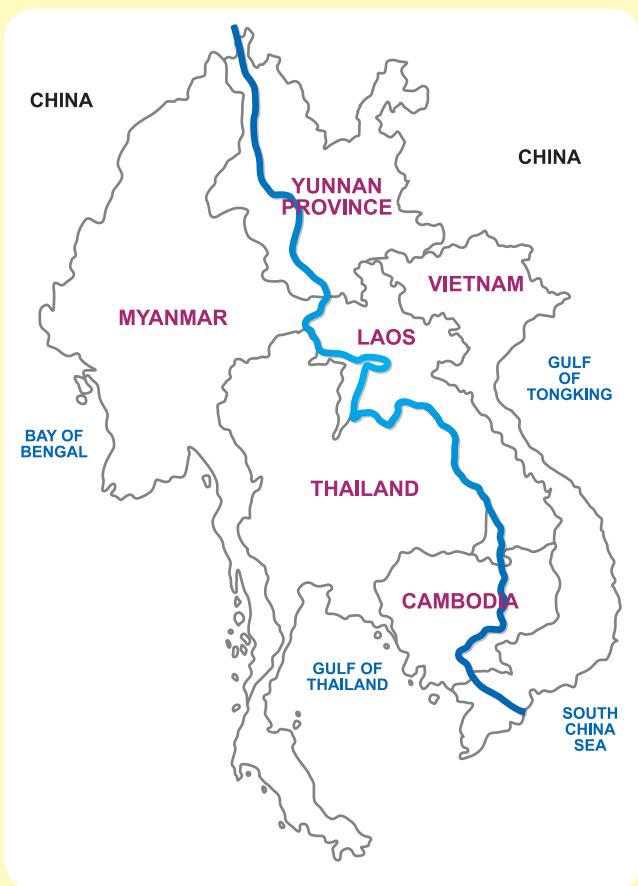 CHINA
CHINA
YUNNAN
PROVINCE
VIETNAM
MYANMAR
LAOS
GULF
OF
TONGKING
BAY OF
BENGAL
THAILAND
CAMBODIA
GULF OF
THAILAND
SOUTH
CHINA
SEA